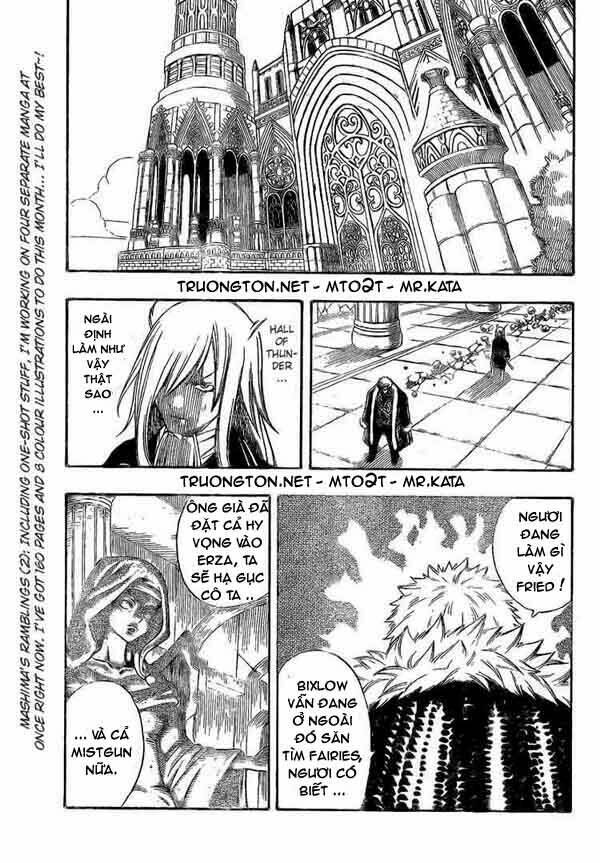 MASHIMA'S RAMBLINGS (2): INCLUDING ONE-SHOT STUFF, I'M WORKING ON FOUR SEPARATE MANGA AT
ONCE RIGHT NOW. I'VE GOT 160 PAGES AND 8 COLOUR ILLUSTRATIONS TO DO THIS MONTH... I'LL DO MY BEST~!
TRUONGTON.NET - MTO2T - MR.KATA
HALL
OF
THUN-
DER
...
NGÀI
ĐỊNH
LÀM NHƯ
VẬY
THẬT
SAO
...
TRUONGTON.NET - MTO2T - MR.KATA
NGƯƠI
ĐANG
LÀM GÌ
VẬY
FRIED !
BIXLOW
VẪN ĐANG
Ở NGOÀI
ĐÓ SĂN
TÌM FAIRIES,
NGƯƠI CÓ
BIẾT ...
ÔNG GIÀ ĐÃ
ĐẶT CẢ HY
VỌNG VÀO
ERZA, TA
SẼ HẠ GỤC
CÔ TA ..
... VÀ CẢ
MISTGUN
NỮA.